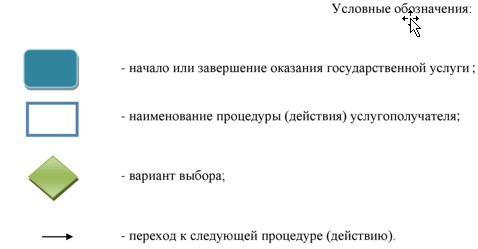 Условные обозначения:
- начало или завершение оказания государственной услуги;
- наименование процедуры (действия) услугополучателя;
- вариант выбора;
- переход к следующей процедуре (действию).